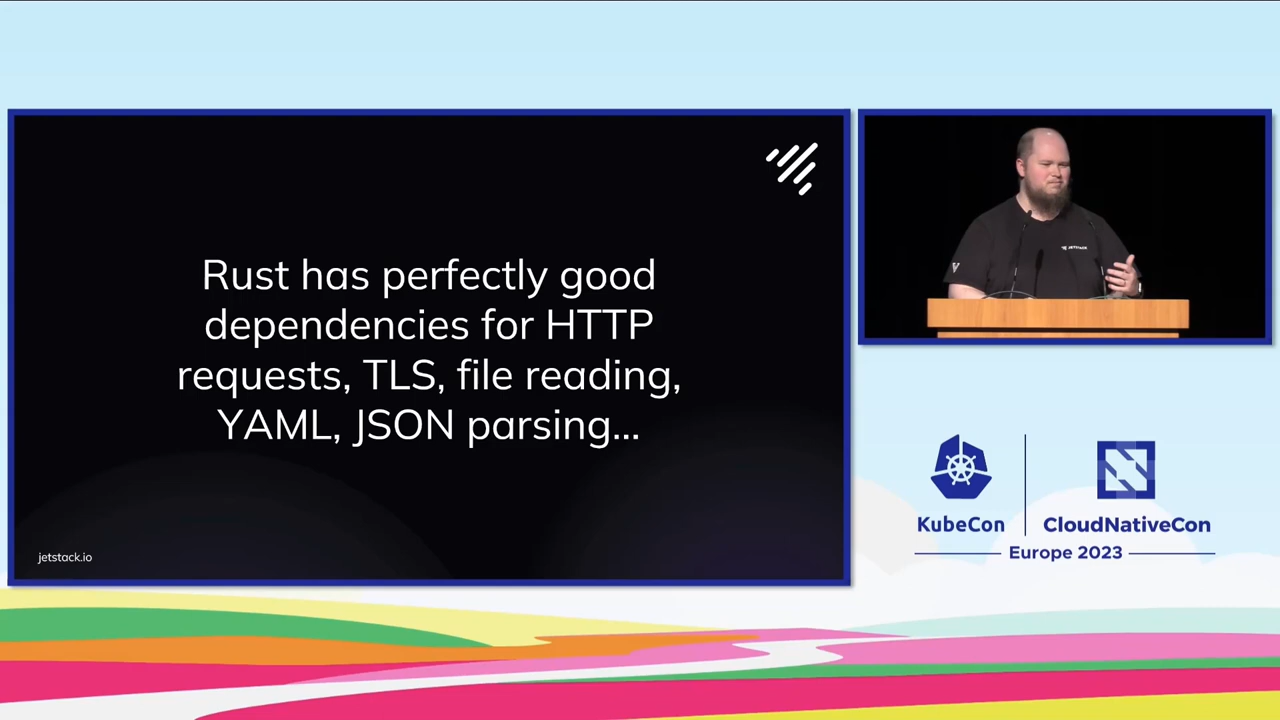 Rust has perfectly good
dependencies for HTTP
requests, TLS, file reading,
YAML, JSON parsing...
jetstack.io
JETSTACK
KubeCon
CloudNativeCon
Europe 2023